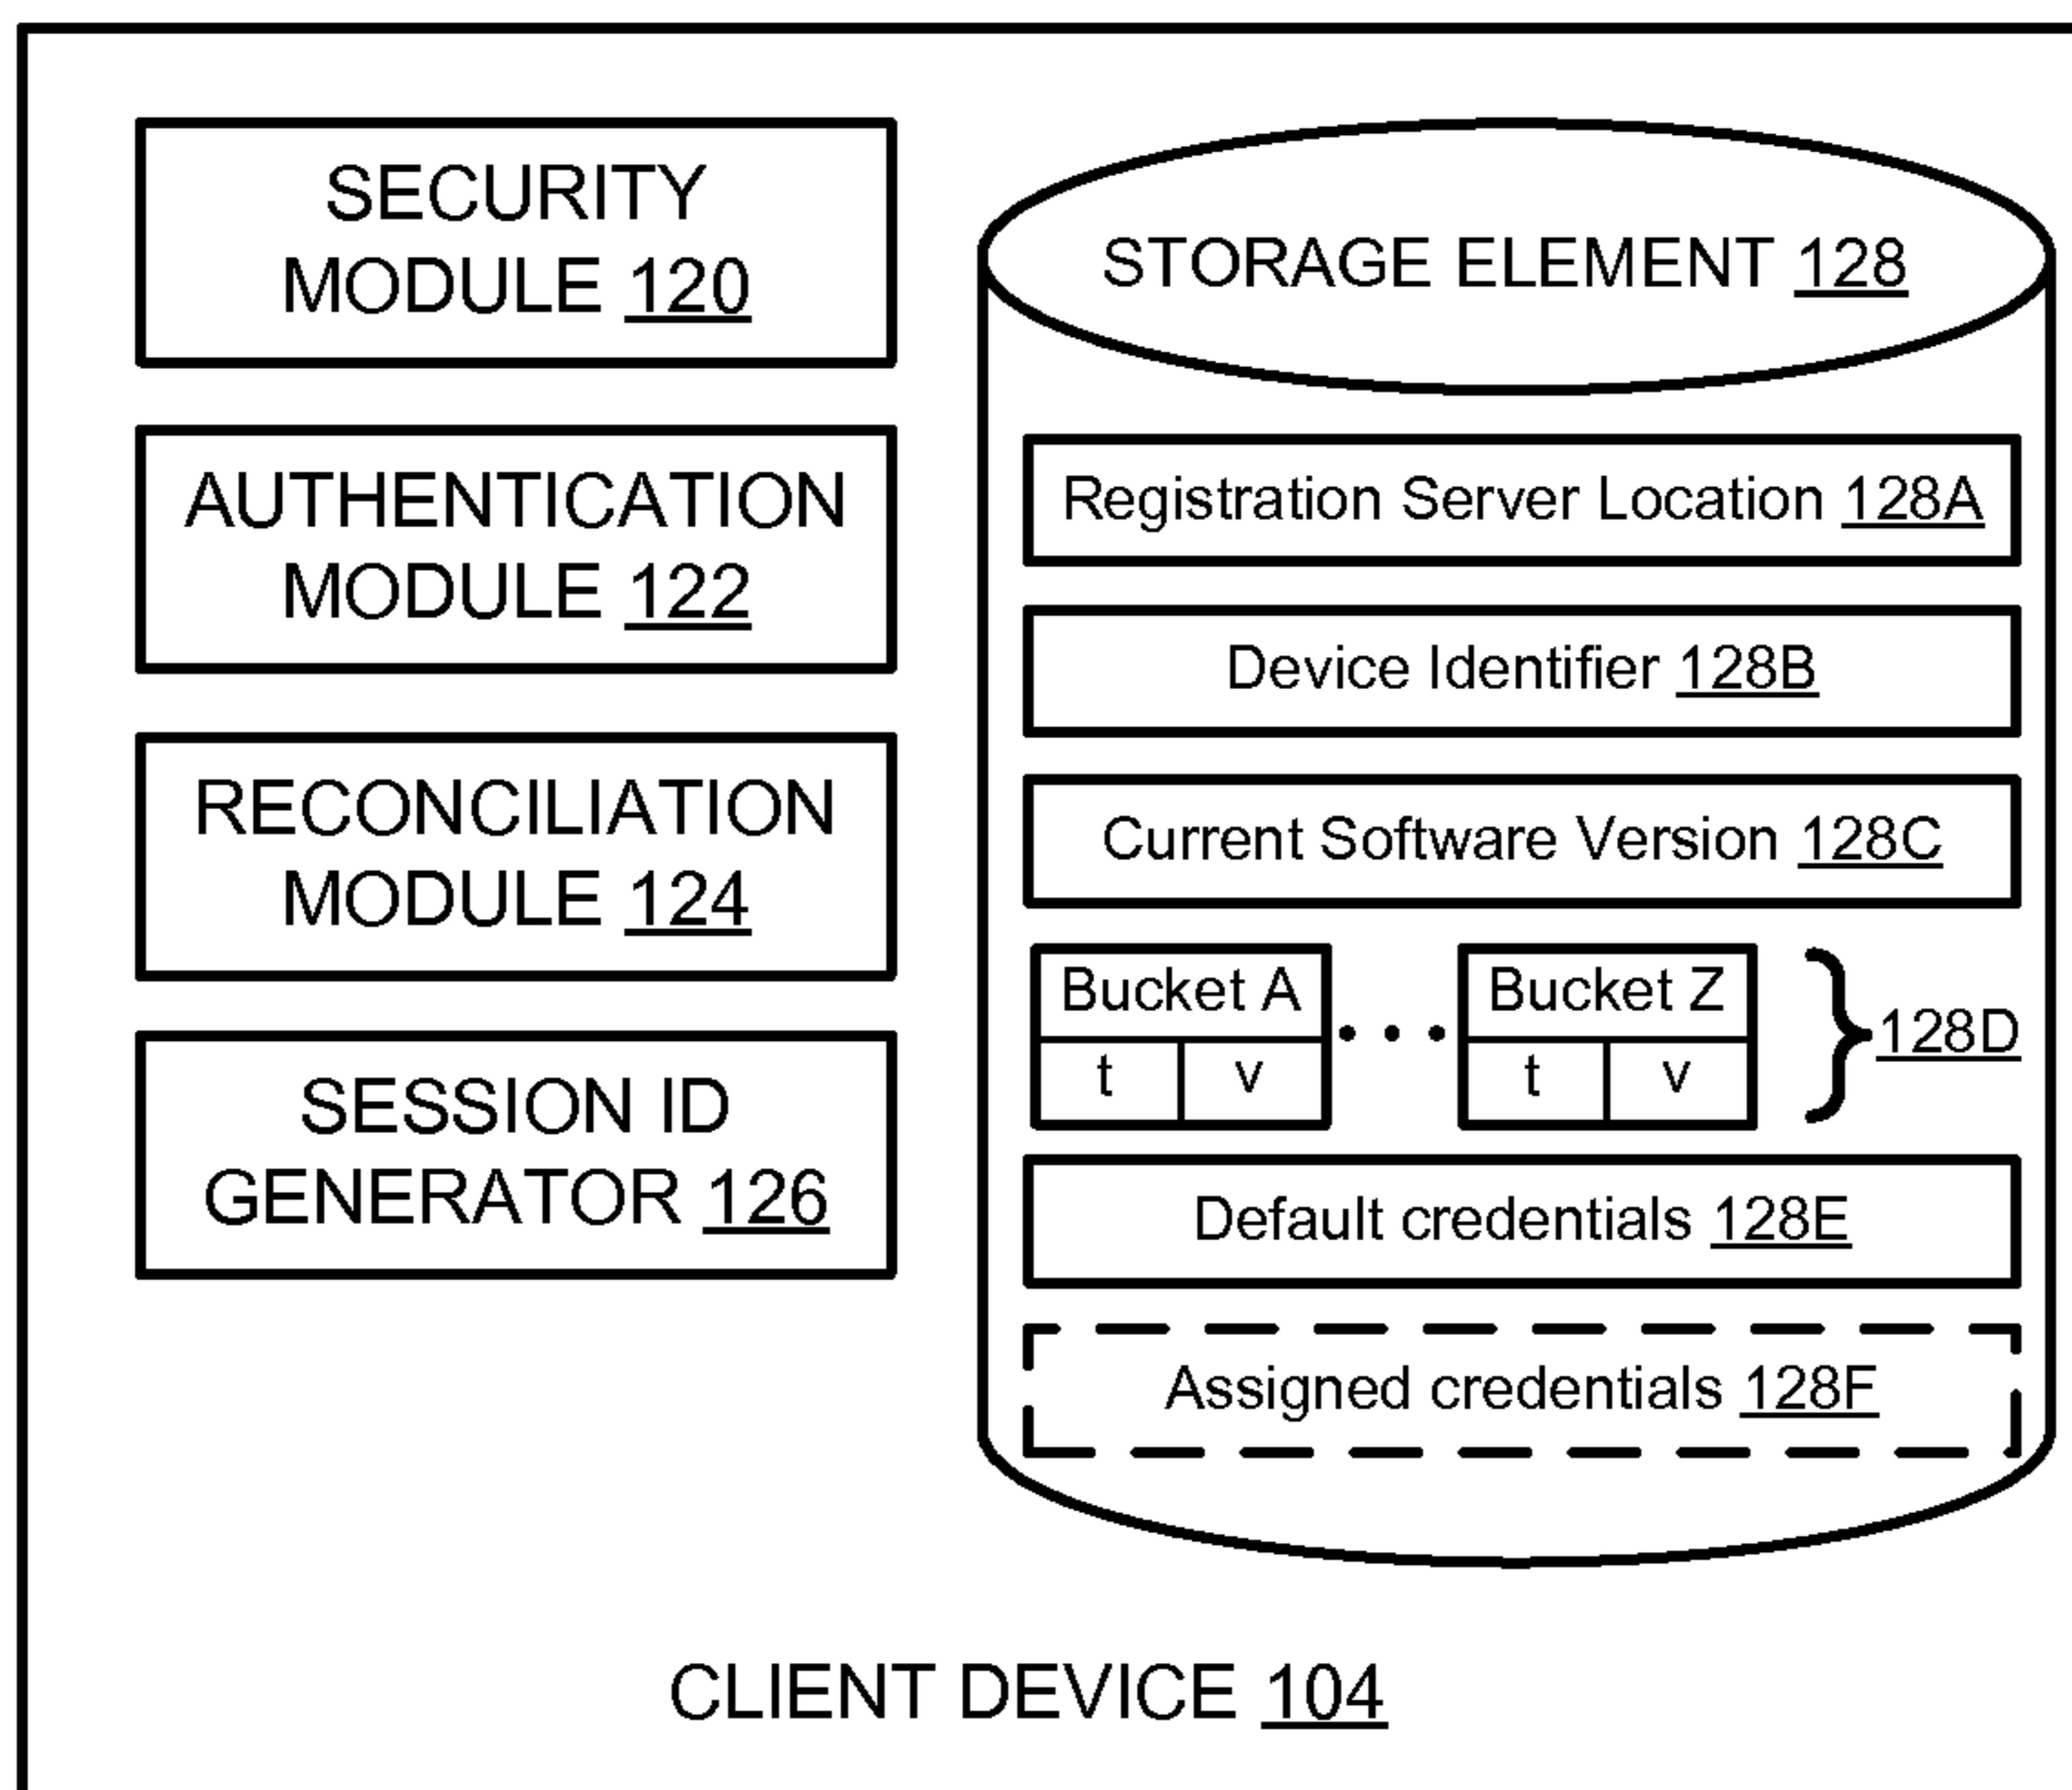 SECURITY
MODULE 120
AUTHENTICATION
MODULE 122
RECONCILIATION
MODULE 124
SESSION ID
GENERATOR 126
STORAGE ELEMENT 128
Registration Server Location 128A
Device Identifier 128B
Current Software Version 128C
Bucket A ... Bucket Z
t v t v
128D
Default credentials 128E
Assigned credentials 128F
CLIENT DEVICE 104